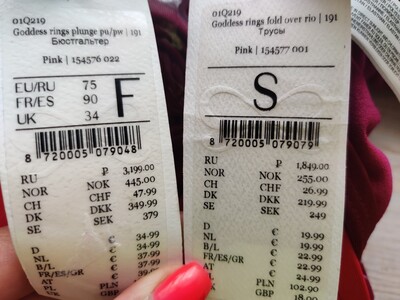 01Q219
Goddess rings plunge pu/pw | 191
Бюстгальтер
Pink | 154576 022
EU/RU 75
FR/ES 90
UK 34
F
8 720005 079048
RU ₽ 3,199.00
NOR NOK 445.00
CH CHF 47.99
DK DKK 349.99
SE SEK 379
D € 34.99
NL € 34.99
B/L € 37.99
FR/ES/GR €
AT €
01Q219
Goddess rings fold over rio | 191
Трусы
Pink | 154577 001
S
8 720005 079079
RU ₽ 1,849.00
NOR NOK 255.00
CH CHF 26.99
DK DKK 219.99
SE SEK 249
D € 19.99
NL € 19.99
B/L € 22.99
FR/ES/GR € 22.99
AT € 24.99
PLN 102.90
GBP 18.00